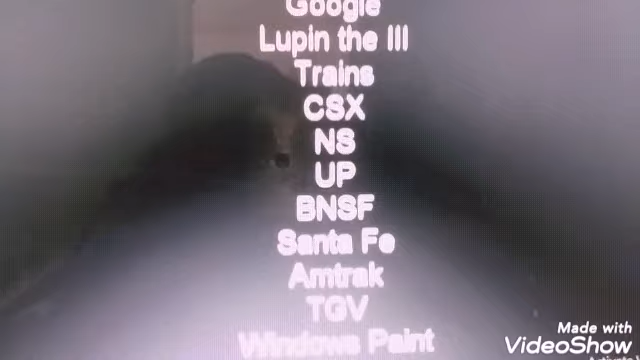 Google
Lupin the III
Trains
CSX
NS
UP
BNSF
Santa Fe
Amtrak
TGV
Windows Paint
Made with
VideoShow